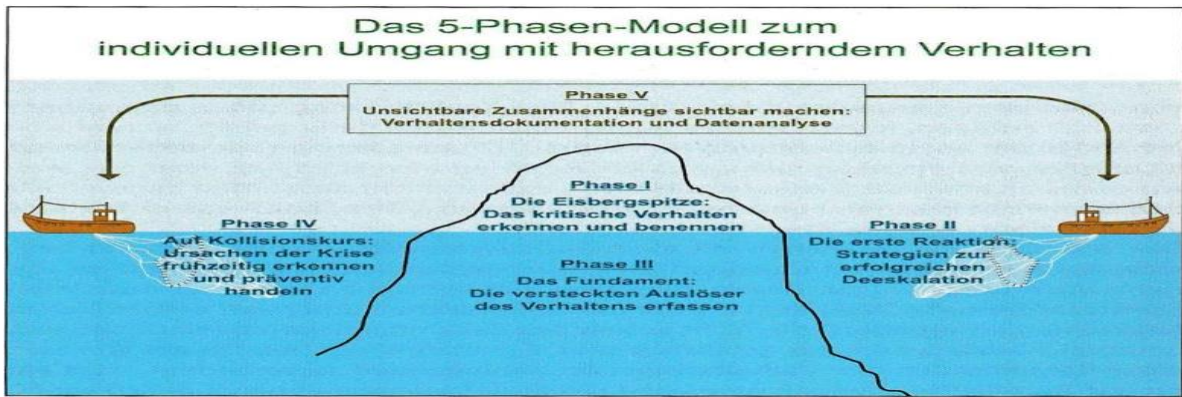 Das 5-Phasen-Modell zum
individuellen Umgang mit herausforderndem Verhalten
Phase V
Unsichtbare Zusammenhänge sichtbar machen:
Verhaltensdokumentation und Datenanalyse
Phase I
Die Eisbergspitze:
Das kritische Verhalten
erkennen und benennen
Phase IV
Auf Kollisionskurs:
Ursachen der Krise
frühzeitig erkennen
und präventiv
handeln
Phase II
Die erste Reaktion:
Strategien zur
erfolgreichen
Deeskalation
Phase III
Das Fundament:
Die versteckten Auslöser
des Verhaltens erfassen